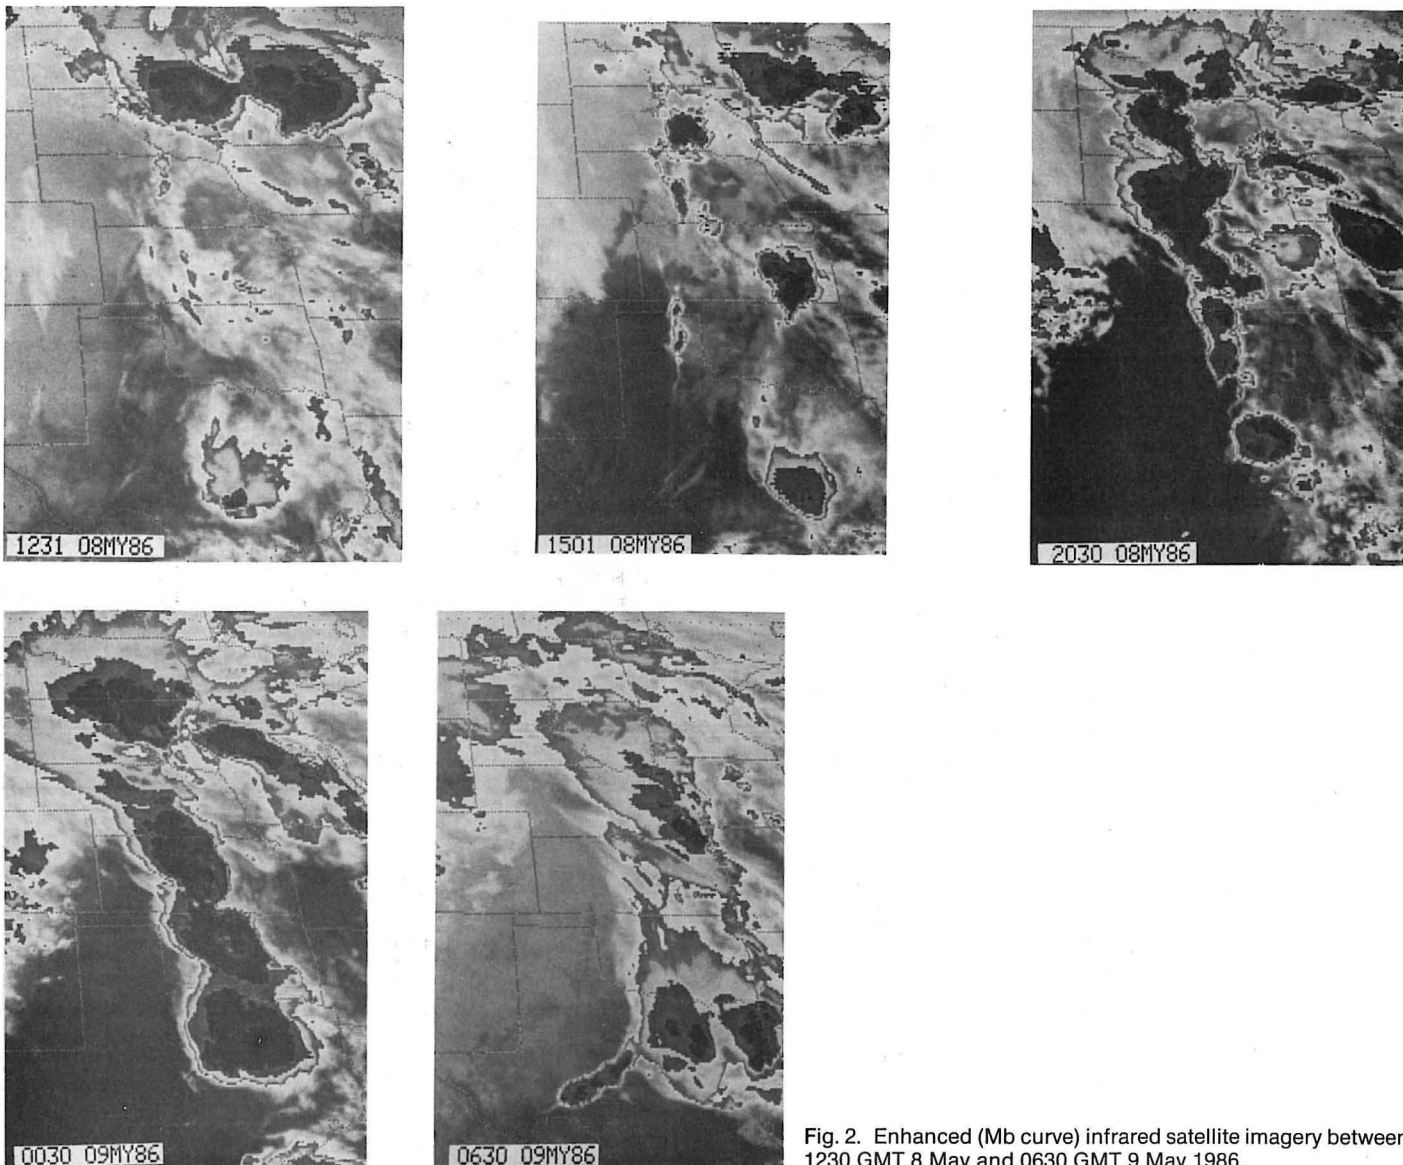 1231 08MY86
1501 08MY86
2030 08MY86
0030 09MY86
0630 09MY86
Fig. 2. Enhanced (Mb curve) infrared satellite imagery between
1230 GMT 8 May and 0630 GMT 9 May 1986